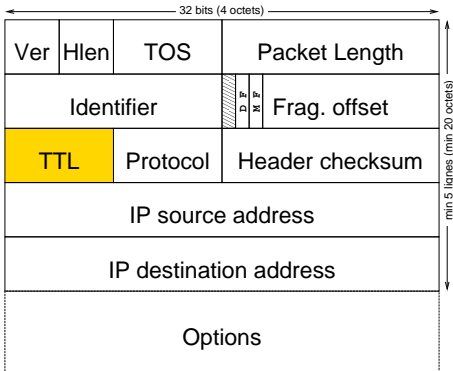 32 bits (4 octets)
Ver Hlen TOS Packet Length
Identifier D F M F Frag. offset
TTL Protocol Header checksum
IP source address
IP destination address
Options
min 5 lignes (min 20 octets)